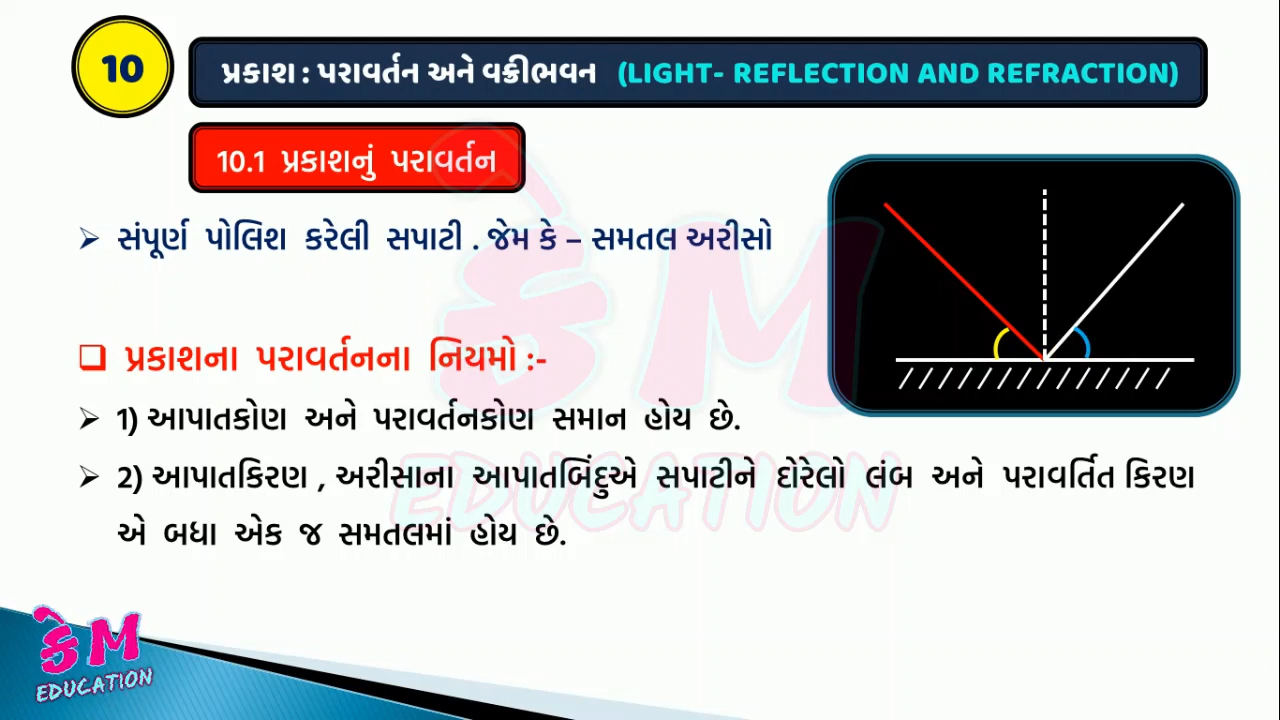 10
પ્રકાશ : પરાવર્તન અને વક્રીભવન (LIGHT- REFLECTION AND REFRACTION)
10.1 પ્રકાશનું પરાવર્તન
➢ સંપૂર્ણ પોલિશ કરેલી સપાટી . જેમ કે – સમતલ અરીસો
❑ પ્રકાશના પરાવર્તનના નિયમો :-
➢ 1) આપાતકોણ અને પરાવર્તનકોણ સમાન હોય છે.
➢ 2) આપાતકિરણ , અરીસાના આપાતબિંદુએ સપાટીને દોરેલો લંબ અને પરાવર્તિત કિરણ
એ બધા એક જ સમતલમાં હોય છે.
કેM
EDUCATION
કેM
EDUCATION